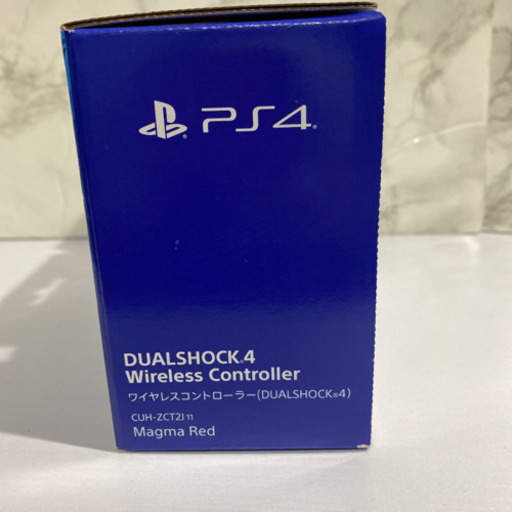 PS4
DUALSHOCK®4
Wireless Controller
ワイヤレスコントローラー(DUALSHOCK®4)
CUH-ZCT2J 11
Magma Red